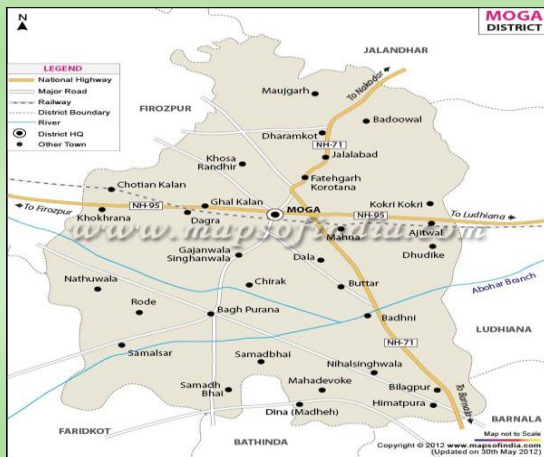 N
MOGA
DISTRICT
JALANDHAR
LEGEND
National Highway
Major Road
Railway
District Boundary
River
District HQ
Other Town
Maujgarh
To Nakodar
FIROZPUR
Badoowal
Dharamkot
NH-71
Jalalabad
Khosa
Randhir
Fatehgarh
Korotana
Chotian Kalan
Ghal Kalan
MOGA
Kokri Kokri
To Firozpur
NH-95
NH-95
To Ludhiana
Khokhrana
Dagra
Mahna
Ajitwal
www.mapsofindia.com
Gajanwala
Singhanwala
Dala
Dhudike
Nathuwala
Chirak
Buttar
Abohar Branch
Rode
Bagh Purana
Badhni
LUDHIANA
NH-71
Samalsar
Samadbhai
Nihalsinghwala
Samadh
Bhai
Mahadevoke
Bilagpur
To Barnala
Dina (Madheh)
Himatpura
BARNALA
FARIDKOT
BATHINDA
Map not to Scale
Copyright © 2012 www.mapsofindia.com
(Updated on 30th May 2012)